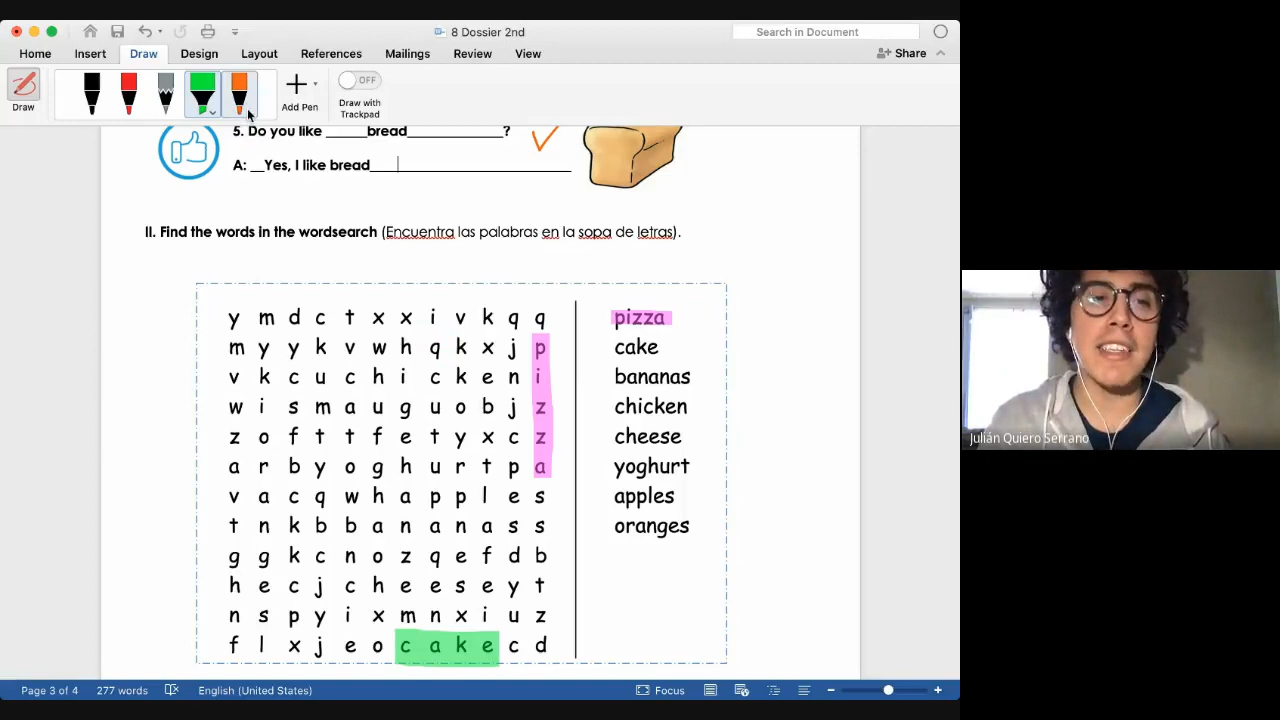 8 Dossier 2nd
Search in Document
Home Insert Draw Design Layout References Mailings Review View Share
OFF
Draw
Add Pen
Draw with Trackpad
5. Do you like ______bread____________?
A: __Yes, I like bread_________________________
II. Find the words in the wordsearch (Encuentra las palabras en la sopa de letras).
y m d c t x x i v k q q
m y y k v w h q k x j p
v k c u c h i c k e n i
w i s m a u g u o b j z
z o f t t f e t y x c z
a r b y o g h u r t p a
v a c q w h a p p l e s
t n k b b a n a n a s s
g g k c n o z q e f d b
h e c j c h e e s e y t
n s p y i x m n x i u z
f l x j e o c a k e c d
pizza
cake
bananas
chicken
cheese
yoghurt
apples
oranges
Julián Quiero Serrano
Page 3 of 4 277 words English (United States) Focus